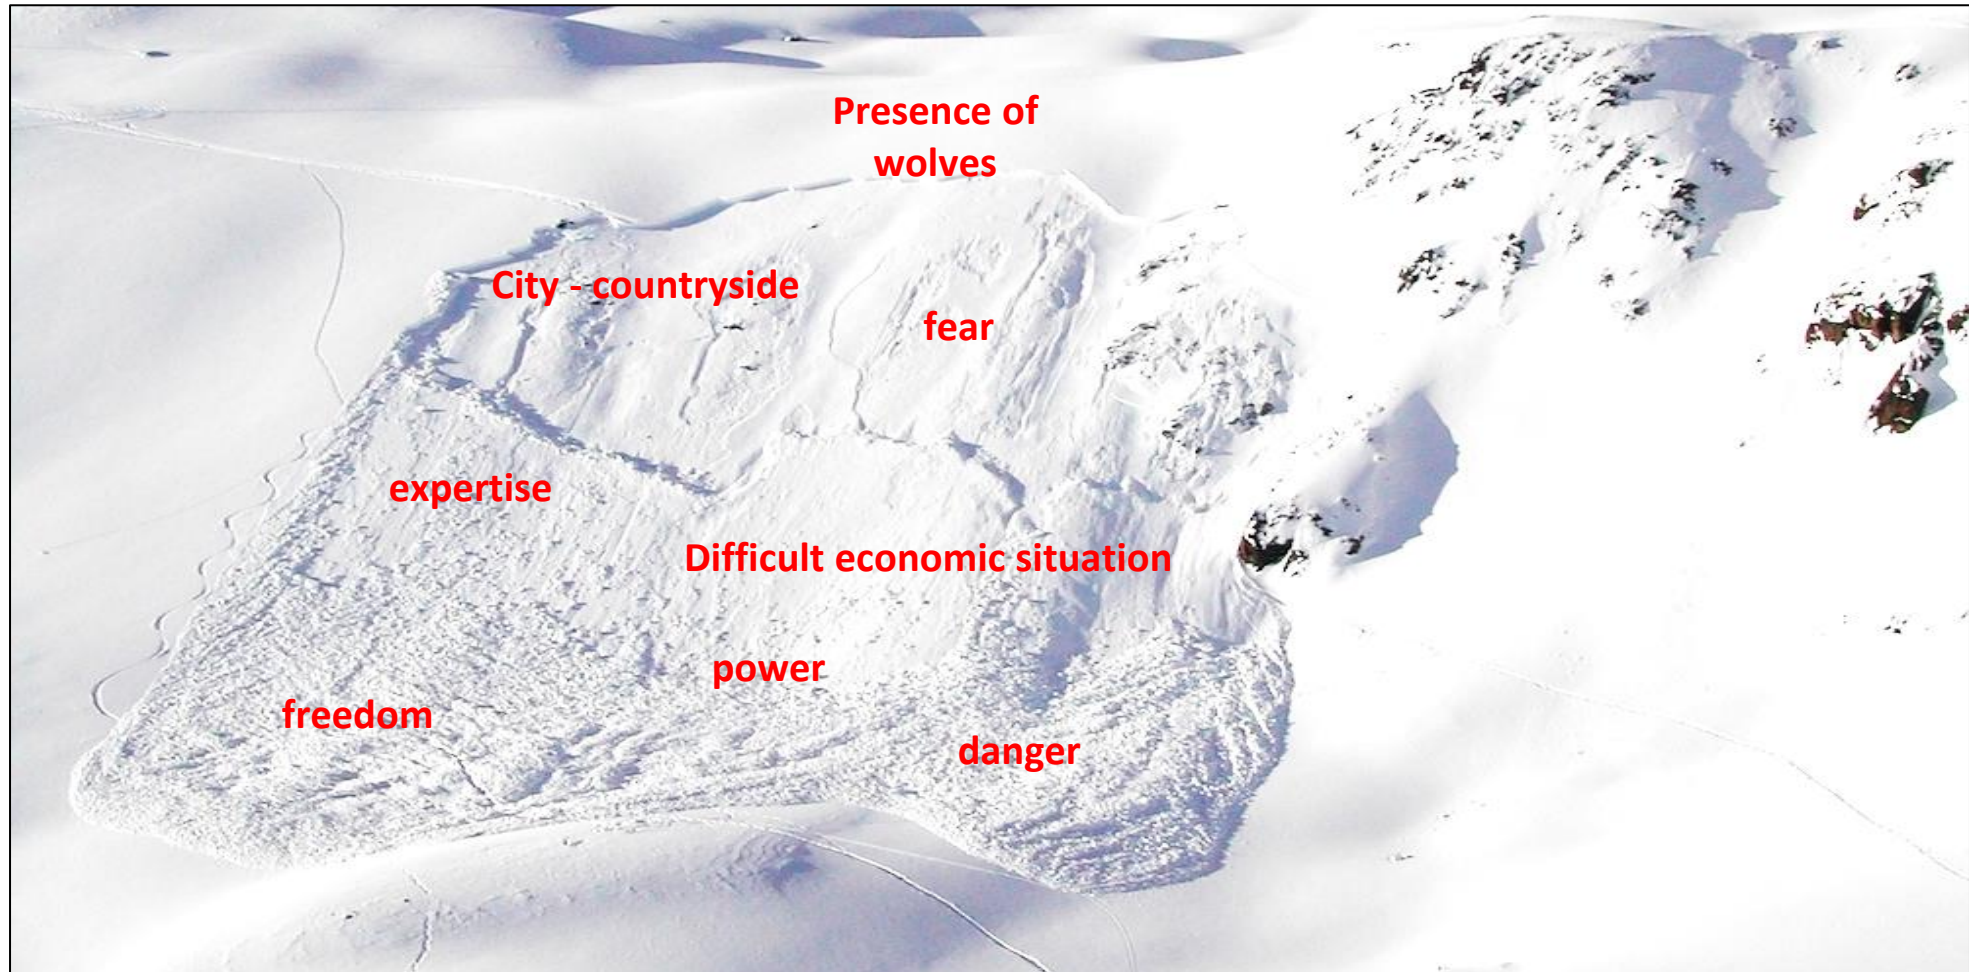 Presence of
wolves
City - countryside
fear
expertise
Difficult economic situation
power
freedom
danger